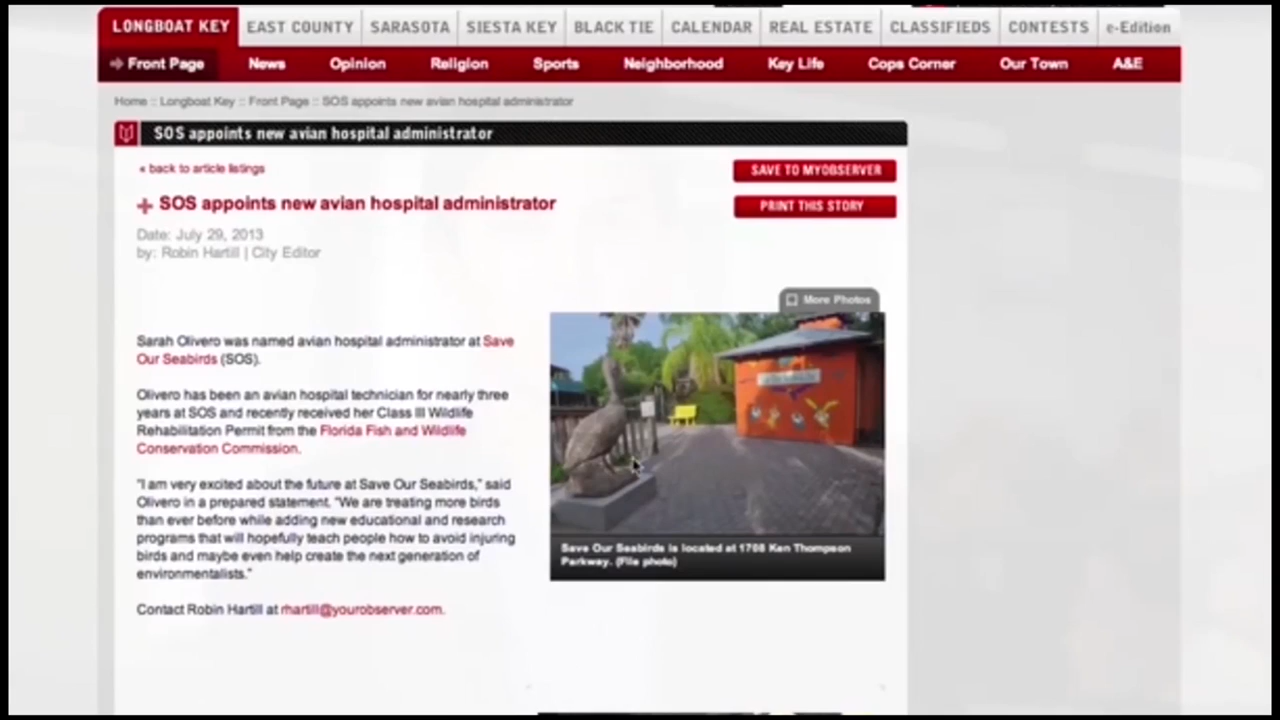 LONGBOAT KEY EAST COUNTY SARASOTA SIESTA KEY BLACK TIE CALENDAR REAL ESTATE CLASSIFIEDS CONTESTS e-Edition
Front Page News Opinion Religion Sports Neighborhood Key Life Cops Corner Our Town A&E
Home :: Longboat Key :: Front Page :: SOS appoints new avian hospital administrator
SOS appoints new avian hospital administrator
« back to article listings
SAVE TO MYOBSERVER
SOS appoints new avian hospital administrator
PRINT THIS STORY
Date: July 29, 2013
by: Robin Hartill | City Editor
More Photos
Sarah Olivero was named avian hospital administrator at Save
Our Seabirds (SOS).
Olivero has been an avian hospital technician for nearly three
years at SOS and recently received her Class III Wildlife
Rehabilitation Permit from the Florida Fish and Wildlife
Conservation Commission.
"I am very excited about the future at Save Our Seabirds," said
Olivero in a prepared statement. "We are treating more birds
than ever before while adding new educational and research
programs that will hopefully teach people how to avoid injuring
birds and maybe even help create the next generation of
environmentalists."
Contact Robin Hartill at rhartill@yourobserver.com.
Save Our Seabirds is located at 1708 Ken Thompson
Parkway. (File photo)